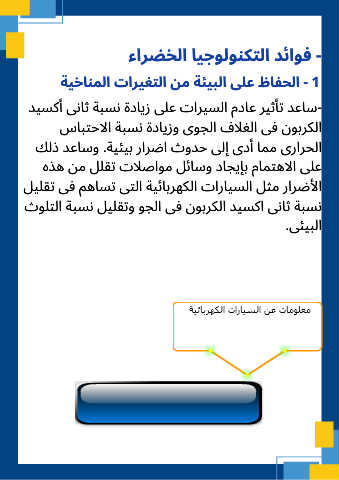 - فوائد التكنولوجيا الخضراء
1 - الحفاظ على البيئة من التغيرات المناخية
-ساعد تأثير عادم السيرات على زيادة نسبة ثانى أكسيد
الكربون فى الغلاف الجوى وزيادة نسبة الاحتباس
الحرارى مما أدى إلى حدوث اضرار بيئية. وساعد ذلك
على الاهتمام بإيجاد وسائل مواصلات تقلل من هذه
الأضرار مثل السيارات الكهربائية التى تساهم فى تقليل
نسبة ثانى اكسيد الكربون فى الجو وتقليل نسبة التلوث
البيئى.
معلومات عن السيارات الكهربائية